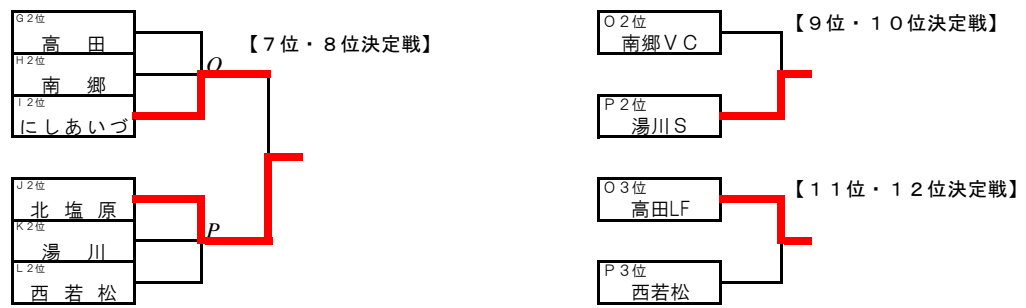 G2位
高 田
H2位
南 郷
I2位
にしあいづ
O
【7位・8位決定戦】
J2位
北 塩 原
K2位
湯 川
L2位
西 若 松
P
O2位
南郷VC
P2位
湯川S
【9位・10位決定戦】
O3位
高田LF
P3位
西若松
【11位・12位決定戦】